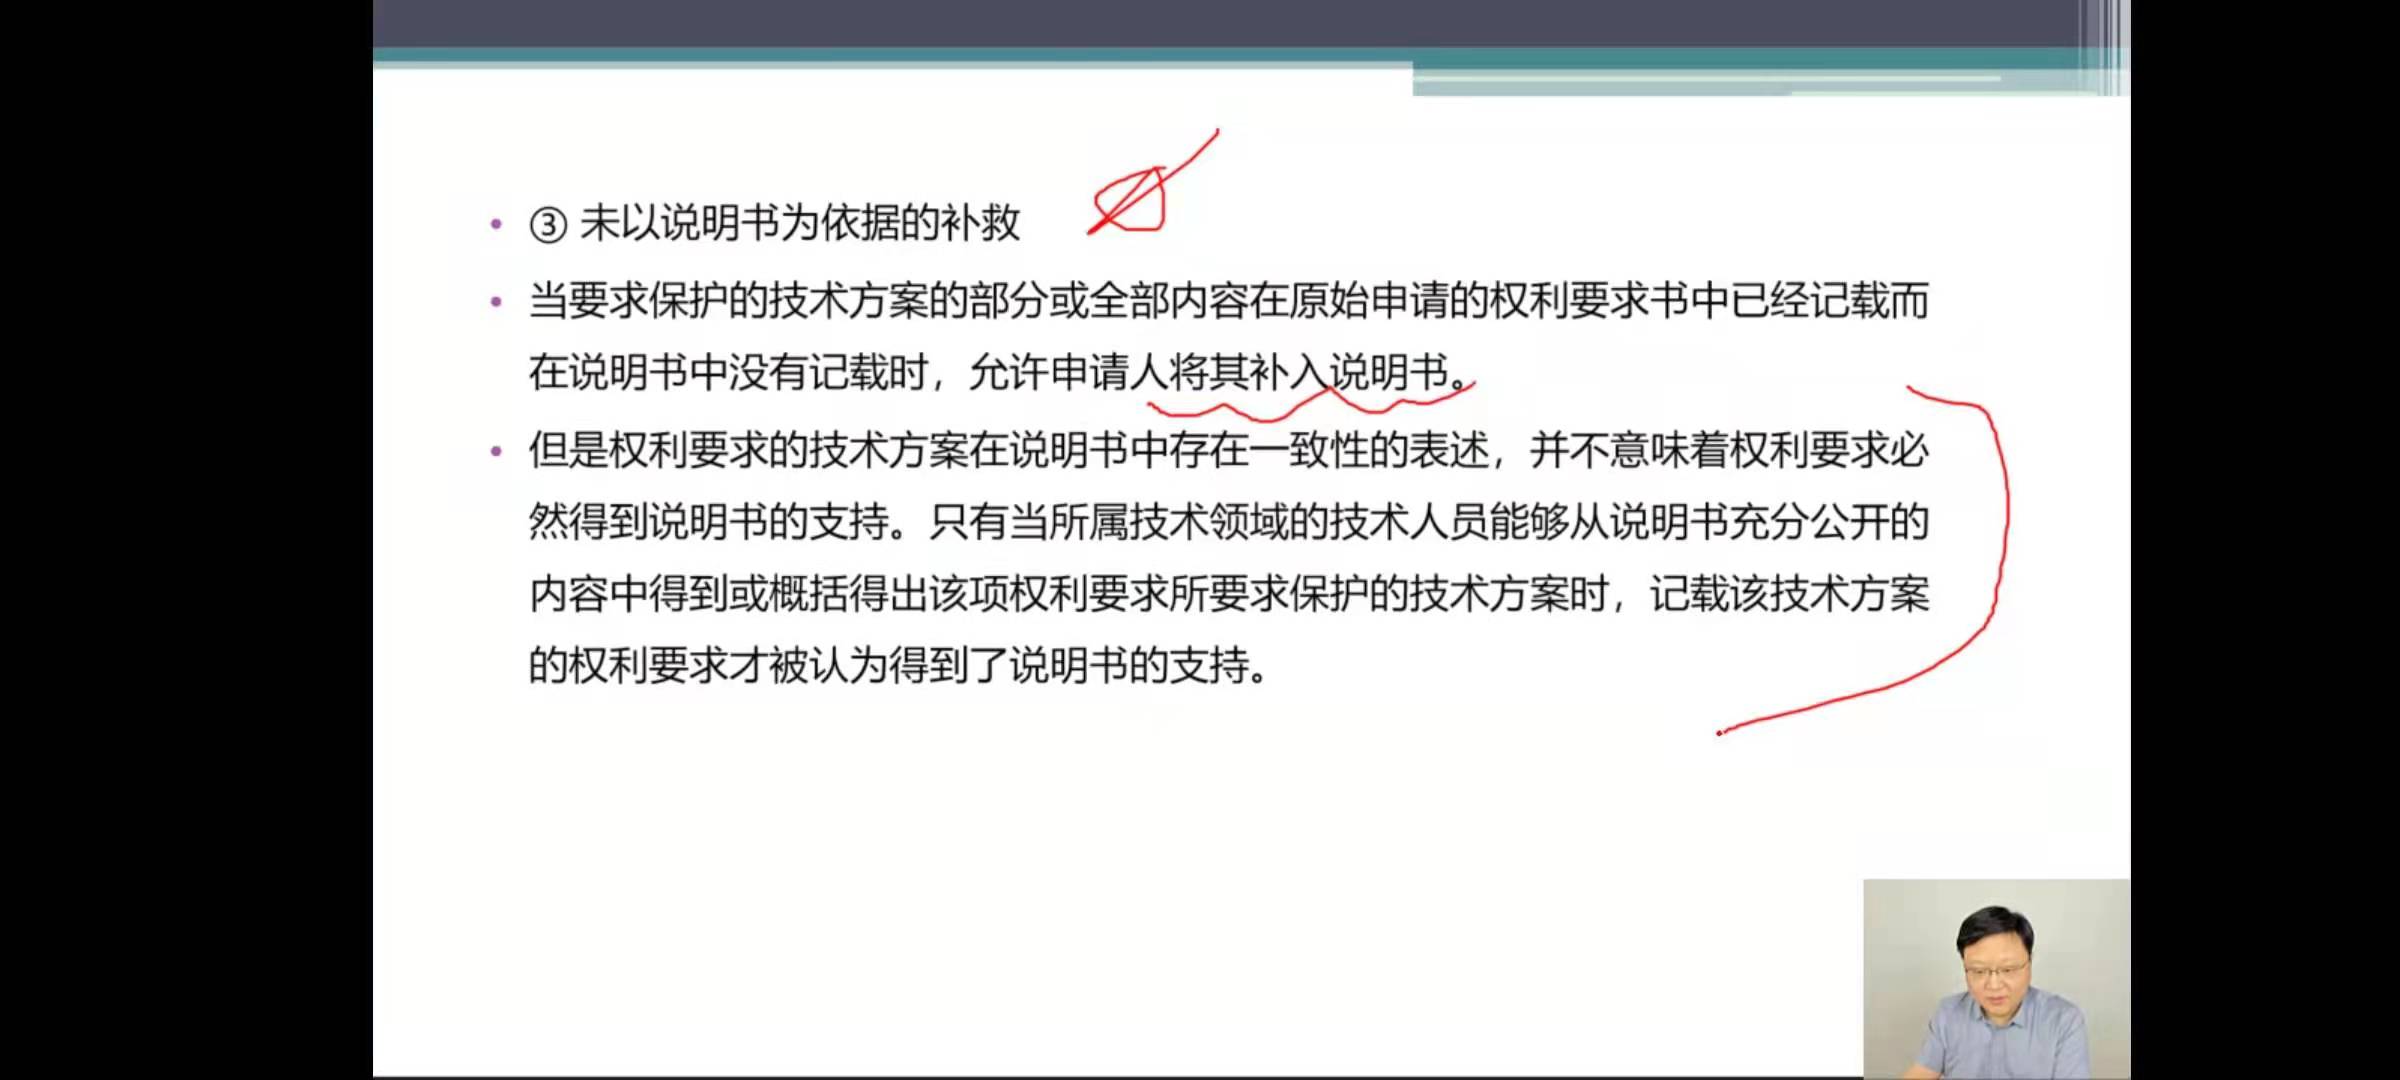 • ③ 未以说明书为依据的补救
• 当要求保护的技术方案的部分或全部内容在原始申请的权利要求书中已经记载而
在说明书中没有记载时，允许申请人将其补入说明书。
• 但是权利要求的技术方案在说明书中存在一致性的表述，并不意味着权利要求必
然得到说明书的支持。只有当所属技术领域的技术人员能够从说明书充分公开的
内容中得到或概括得出该项权利要求所要求保护的技术方案时，记载该技术方案
的权利要求才被认为得到了说明书的支持。